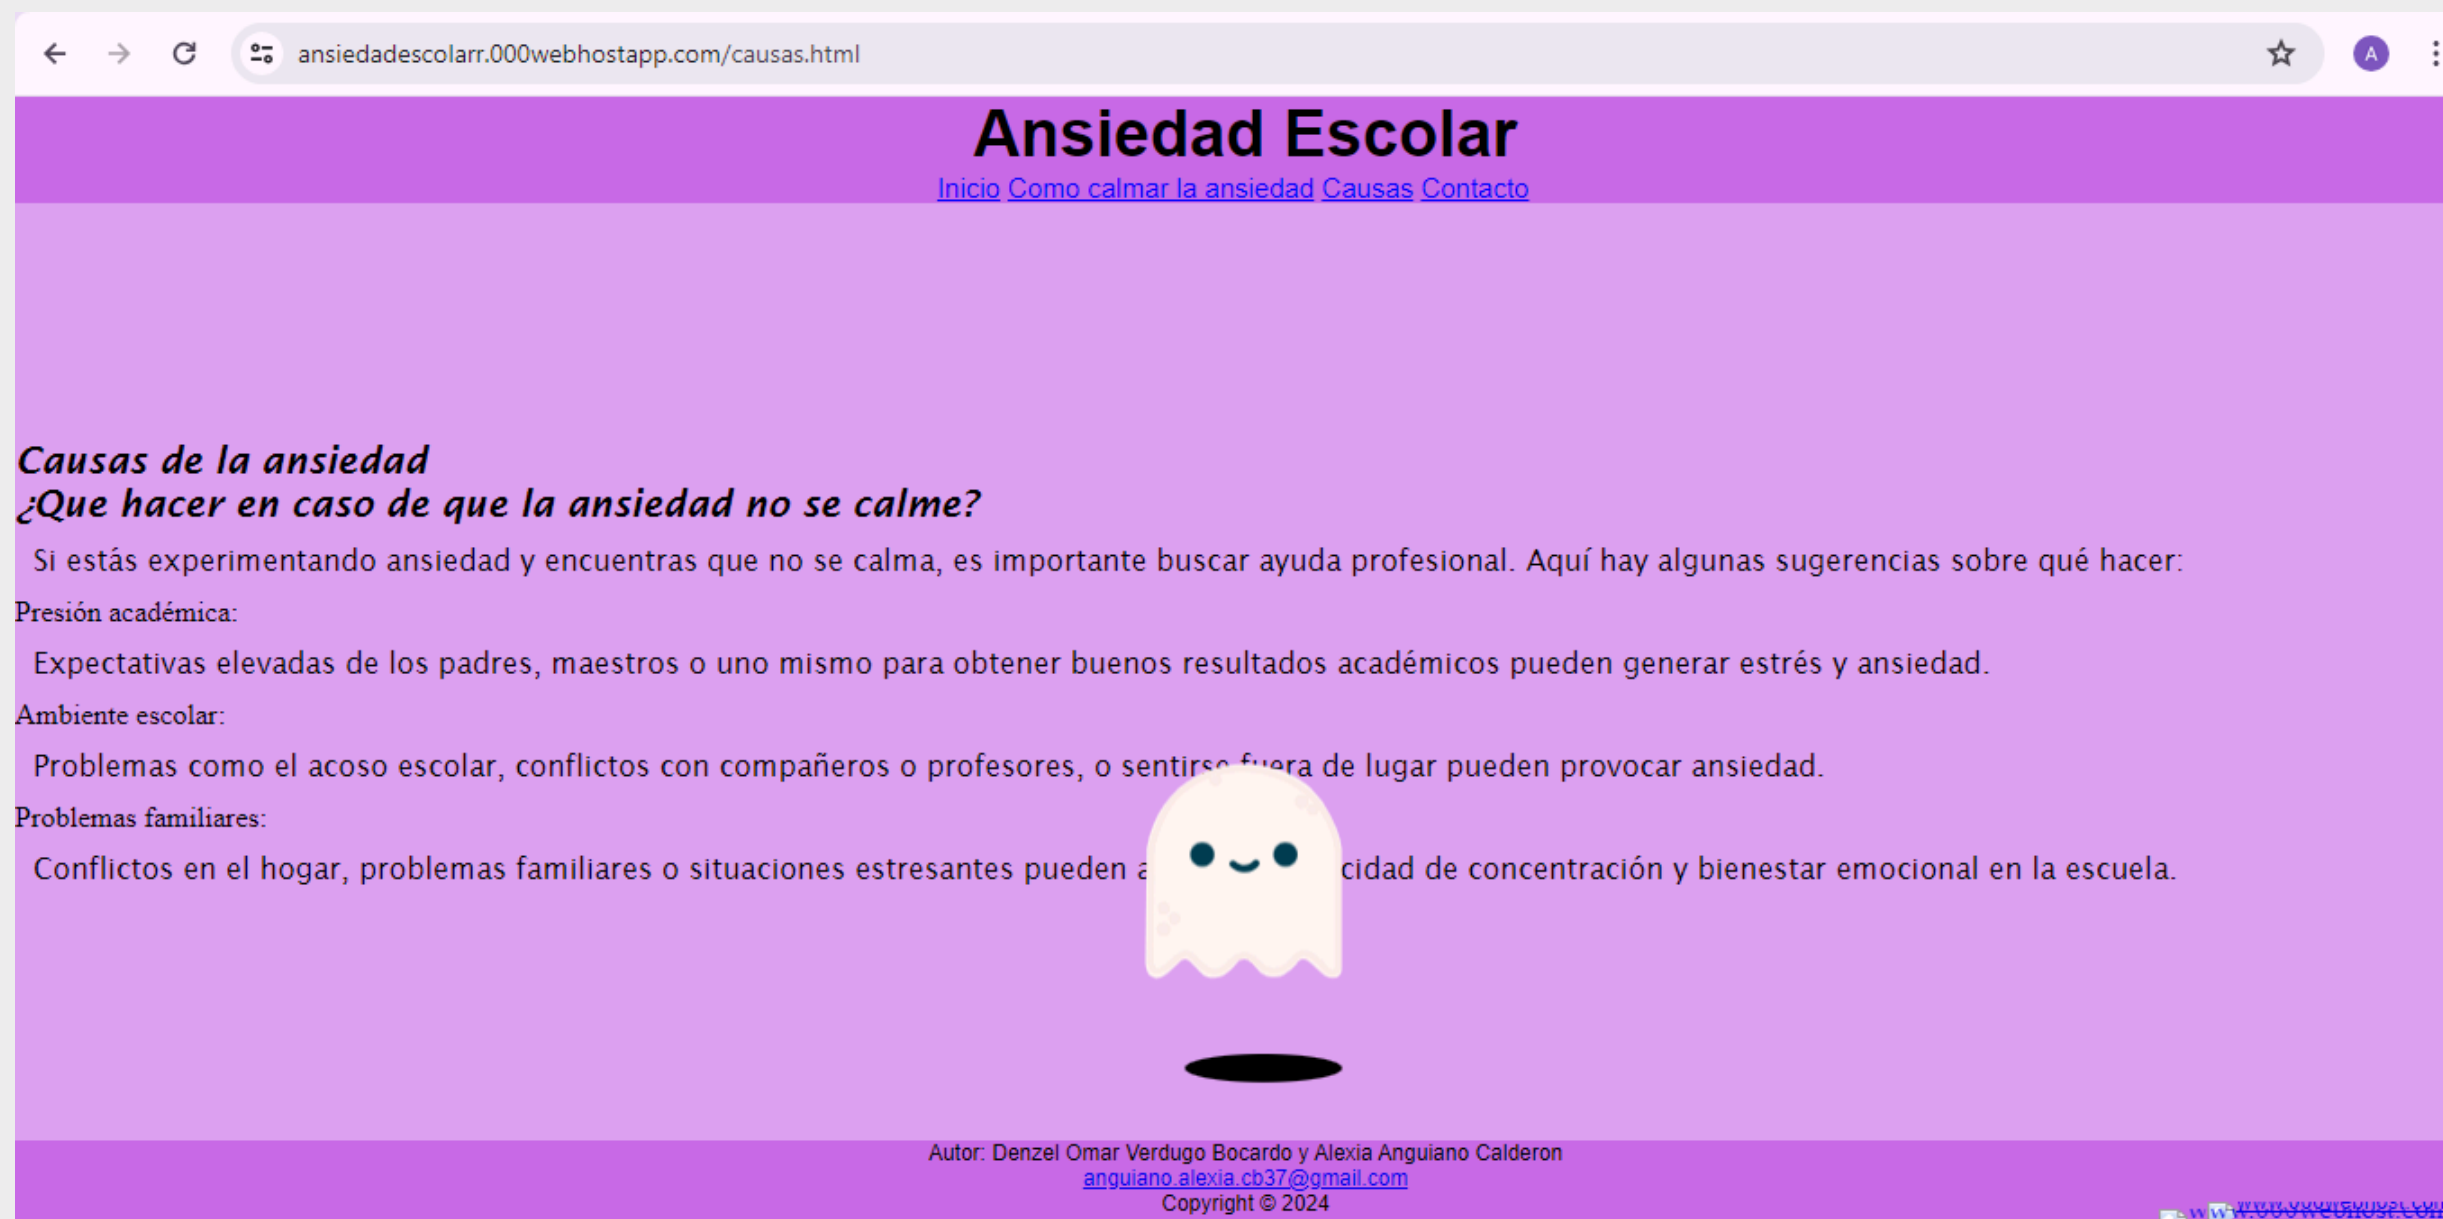 ansiedadescolarr.000webhostapp.com/causas.html
A
Ansiedad Escolar
Inicio Como calmar la ansiedad Causas Contacto
Causas de la ansiedad
¿Que hacer en caso de que la ansiedad no se calme?
Si estás experimentando ansiedad y encuentras que no se calma, es importante buscar ayuda profesional. Aquí hay algunas sugerencias sobre qué hacer:
Presión académica:
Expectativas elevadas de los padres, maestros o uno mismo para obtener buenos resultados académicos pueden generar estrés y ansiedad.
Ambiente escolar:
Problemas como el acoso escolar, conflictos con compañeros o profesores, o sentirse fuera de lugar pueden provocar ansiedad.
Problemas familiares:
Conflictos en el hogar, problemas familiares o situaciones estresantes pueden a cidad de concentración y bienestar emocional en la escuela.
Autor: Denzel Omar Verdugo Bocardo y Alexia Anguiano Calderon
anguiano.alexia.cb37@gmail.com
Copyright © 2024
www.000webhost.com